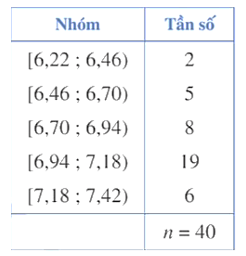 Nhóm Tần số
[6,22 ; 6,46) 2
[6,46 ; 6,70) 5
[6,70 ; 6,94) 8
[6,94 ; 7,18) 19
[7,18 ; 7,42) 6
n = 40